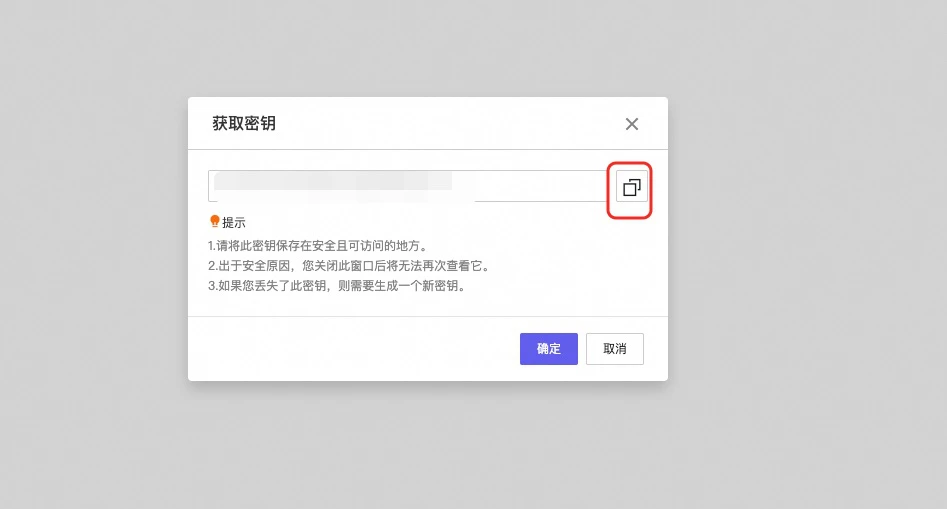 获取密钥
提示
1.请将此密钥保存在安全且可访问的地方。
2.出于安全原因，您关闭此窗口后将无法再次查看它。
3.如果您丢失了此密钥，则需要生成一个新密钥。
确定
取消